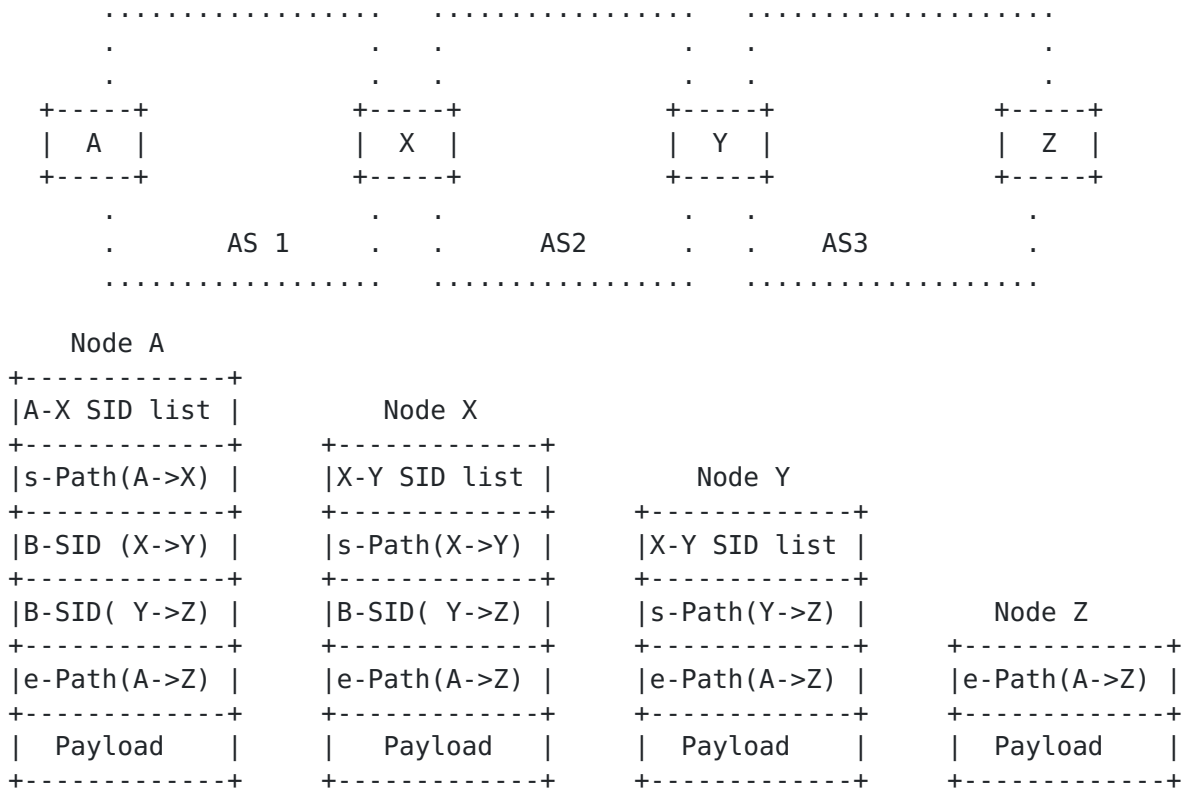 A X Y Z
AS 1 AS2 AS3
Node A
|A-X SID list | Node X
|s-Path(A->X) | |X-Y SID list | Node Y
|B-SID (X->Y) | |s-Path(X->Y) | |X-Y SID list |
|B-SID( Y->Z) | |B-SID( Y->Z) | |s-Path(Y->Z) | Node Z
|e-Path(A->Z) | |e-Path(A->Z) | |e-Path(A->Z) | |e-Path(A->Z) |
| Payload | | Payload | | Payload | | Payload |